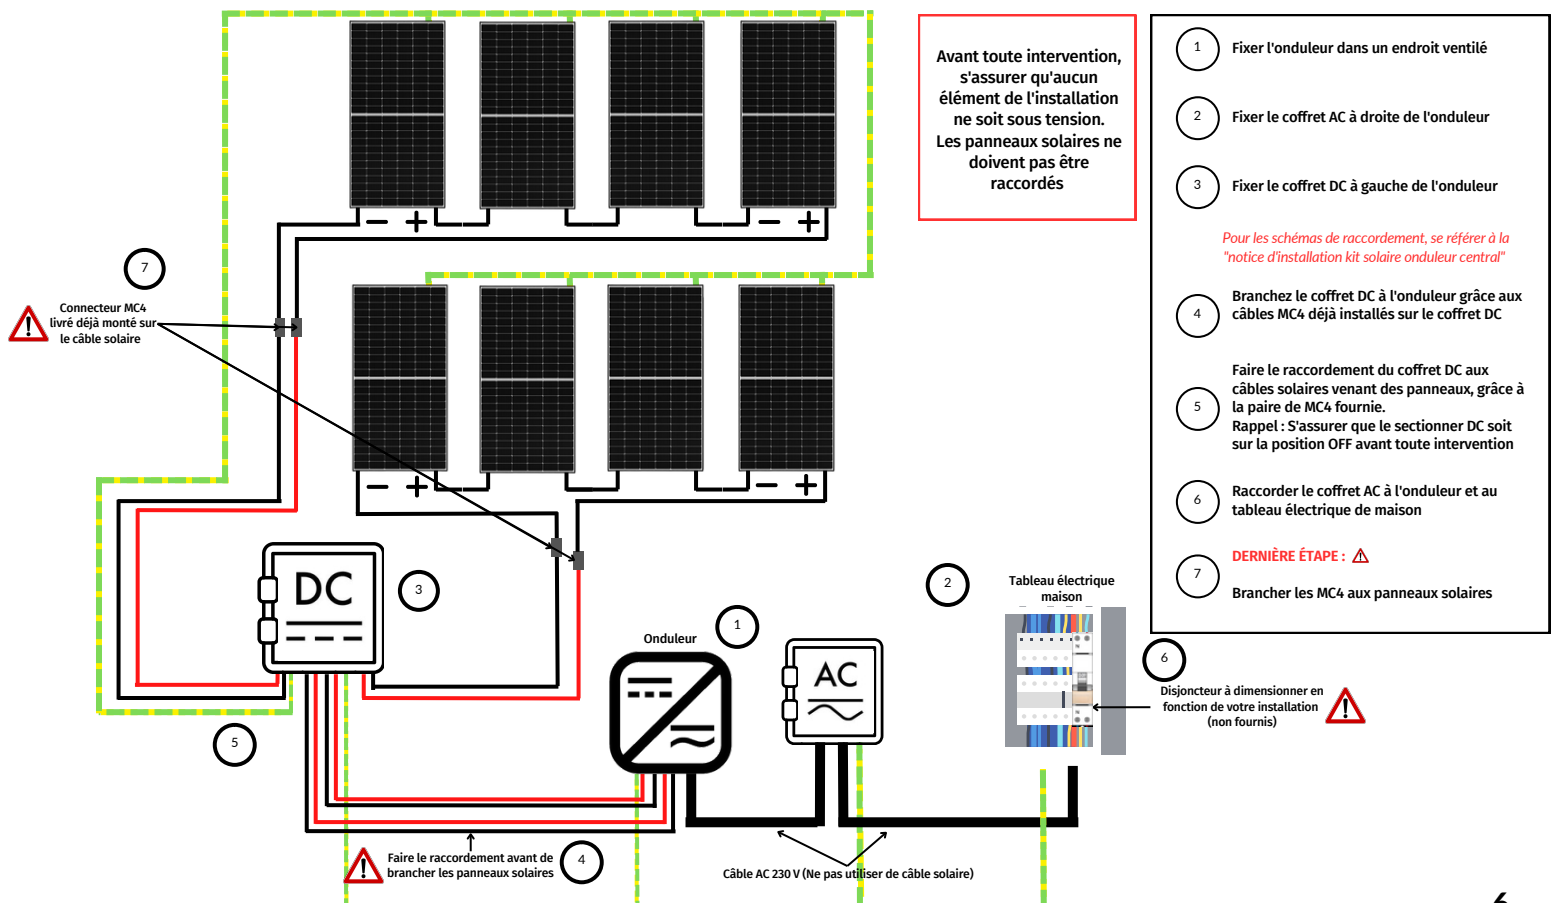 Avant toute intervention,
s'assurer qu'aucun
élément de l'installation
ne soit sous tension.
Les panneaux solaires ne
doivent pas être
raccordés
1
Fixer l'onduleur dans un endroit ventilé
2
Fixer le coffret AC à droite de l'onduleur
3
Fixer le coffret DC à gauche de l'onduleur
Pour les schémas de raccordement, se référer à la
"notice d'installation kit solaire onduleur central"
4
Branchez le coffret DC à l'onduleur grâce aux
câbles MC4 déjà installés sur le coffret DC
5
Faire le raccordement du coffret DC aux
câbles solaires venant des panneaux, grâce à
la paire de MC4 fournie.
Rappel : S'assurer que le sectionner DC soit
sur la position OFF avant toute intervention
6
Raccorder le coffret AC à l'onduleur et au
tableau électrique de maison
7
DERNIÈRE ÉTAPE :
Brancher les MC4 aux panneaux solaires
− + − +
7
Connecteur MC4
livré déjà monté sur
le câble solaire
− + − +
DC
3
2
Tableau électrique
maison
Onduleur
1
AC
6
Disjoncteur à dimensionner en
fonction de votre installation
(non fournis)
5
Faire le raccordement avant de
brancher les panneaux solaires
4
Câble AC 230 V (Ne pas utiliser de câble solaire)